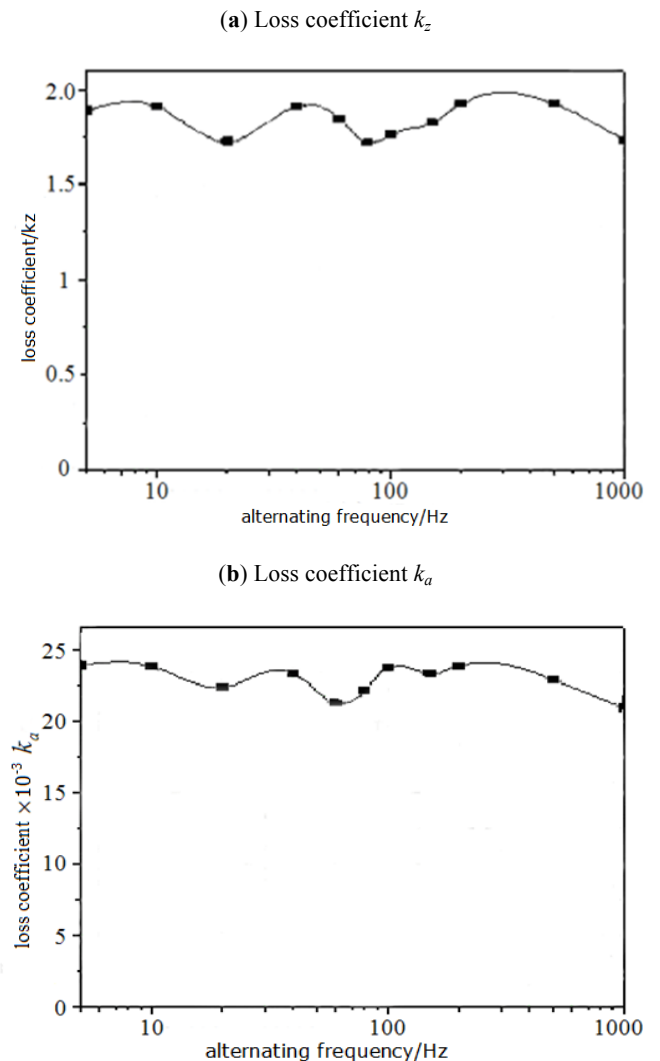 (a) Loss coefficient kz
2.0
1.5
1
0.5
0
loss coefficient/kz
10
100
1000
alternating frequency/Hz
(b) Loss coefficient ka
25
20
15
10
5
0
loss coefficient ×10-3 ka
10
100
1000
alternating frequency/Hz